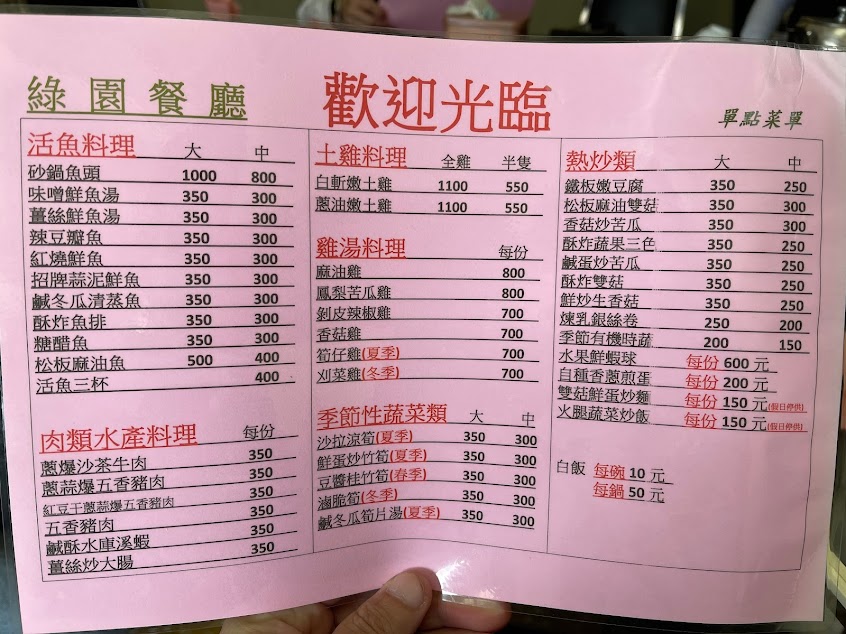 綠園餐廳
歡迎光臨
單點菜單
活魚料理 大 中
砂鍋魚頭 1000 800
味噌鮮魚湯 350 300
薑絲鮮魚湯 350 300
辣豆瓣魚 350 300
紅燒鮮魚 350 300
招牌蒜泥鮮魚 350 300
鹹冬瓜清蒸魚 350 300
酥炸魚排 350 300
糖醋魚 350 300
松板麻油魚 500 400
活魚三杯 400
肉類水產料理 每份
蔥爆沙茶牛肉 350
蔥蒜爆五香豬肉 350
紅豆干蔥蒜爆五香豬肉 350
五香豬肉 350
鹹酥水庫溪蝦 350
薑絲炒大腸 350
土雞料理 全雞 半隻
白斬嫩土雞 1100 550
蔥油嫩土雞 1100 550
雞湯料理 每份
麻油雞 800
鳳梨苦瓜雞 800
剝皮辣椒雞 700
香菇雞 700
筍仔雞(夏季) 700
刈菜雞(冬季) 700
季節性蔬菜類 大 中
沙拉涼筍(夏季) 350 300
鮮蛋炒竹筍(夏季) 350 300
豆醬桂竹筍(春季) 350 300
滷脆筍(冬季) 350 300
鹹冬瓜筍片湯(夏季) 350 300
熱炒類 大 中
鐵板嫩豆腐 350 250
松板麻油雙菇 350 300
香菇炒苦瓜 350 300
酥炸蔬果三色 350 250
鹹蛋炒苦瓜 350 250
酥炸雙菇 350 250
鮮炒生香菇 350 250
煉乳銀絲卷 250 200
季節有機時蔬 200 150
水果鮮蝦球 每份 600 元
自種香蔥煎蛋 每份 200 元
雙菇鮮蛋炒麵 每份 150 元(假日停供)
火腿蔬菜炒飯 每份 150 元(假日停供)
白飯 每碗 10 元
每鍋 50 元